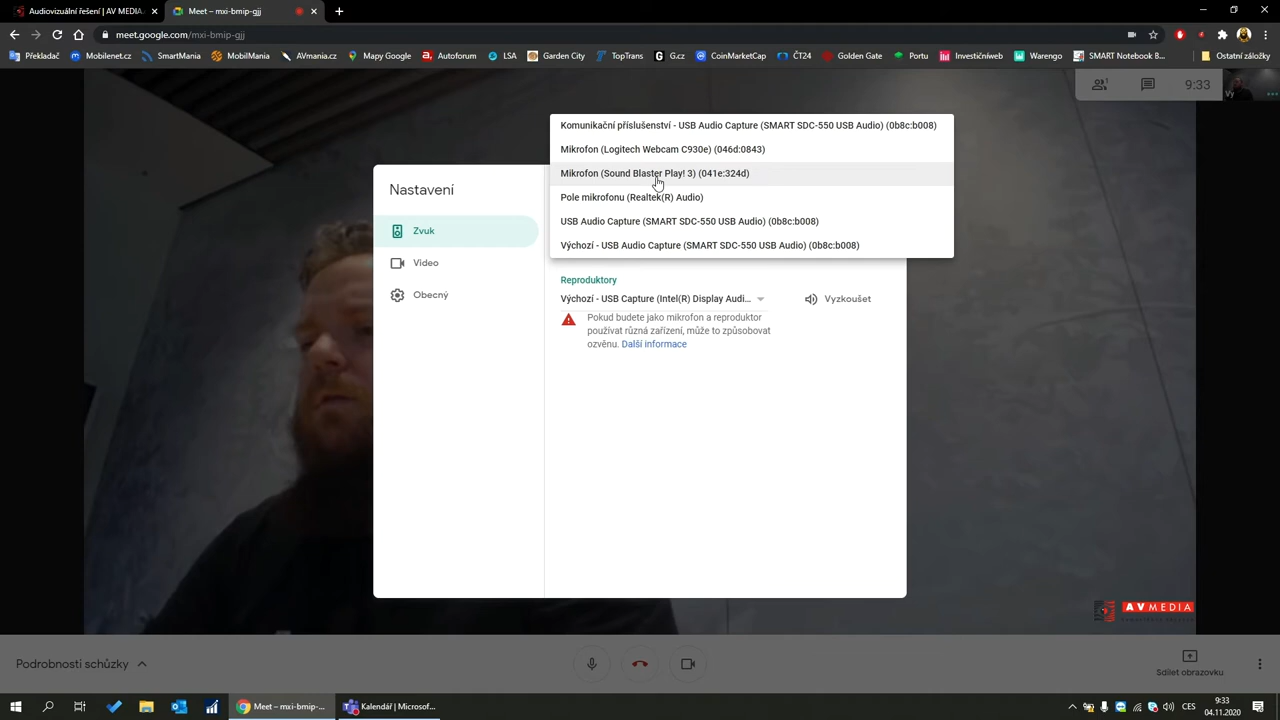 Audiovizuální řešení | AV MEDIA
Meet – mxi-bmip-gjj
meet.google.com/mxi-bmip-gjj
Překladač
Mobilenet.cz
SmartMania
AVmania.cz
Mapy Google
Autoforum
LSA
Garden City
TopTrans
G.cz
CoinMarketCap
ČT24
Golden Gate
Portu
Investičníweb
Warengo
SMART Notebook B...
Ostatní záložky
1
9:33
Vy
Komunikační příslušenství - USB Audio Capture (SMART SDC-550 USB Audio) (0b8c:b008)
Mikrofon (Logitech Webcam C930e) (046d:0843)
Mikrofon (Sound Blaster Play! 3) (041e:324d)
Pole mikrofonu (Realtek(R) Audio)
USB Audio Capture (SMART SDC-550 USB Audio) (0b8c:b008)
Výchozí - USB Audio Capture (SMART SDC-550 USB Audio) (0b8c:b008)
Nastavení
Zvuk
Video
Obecný
Reproduktory
Výchozí - USB Capture (Intel(R) Display Audi...
Vyzkoušet
Pokud budete jako mikrofon a reproduktor
používat různá zařízení, může to způsobovat
ozvěnu. Další informace
AV MEDIA
Podrobnosti schůzky
Sdílet obrazovku
Meet – mxi-bmip-...
Kalendář | Microsof...
CES
9:33
04.11.2020